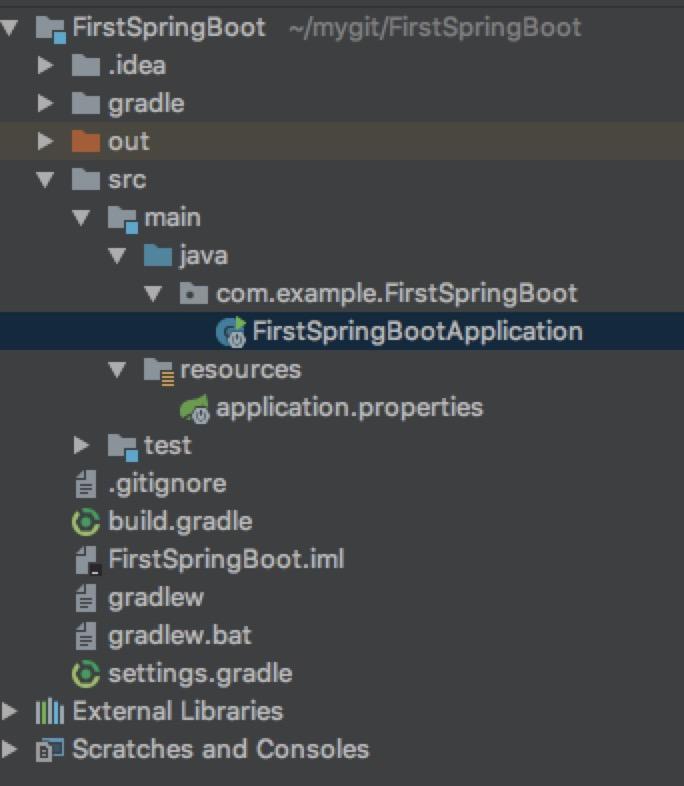 FirstSpringBoot ~/mygit/FirstSpringBoot
.idea
gradle
out
src
main
java
com.example.FirstSpringBoot
FirstSpringBootApplication
resources
application.properties
test
.gitignore
build.gradle
FirstSpringBoot.iml
gradlew
gradlew.bat
settings.gradle
External Libraries
Scratches and Consoles